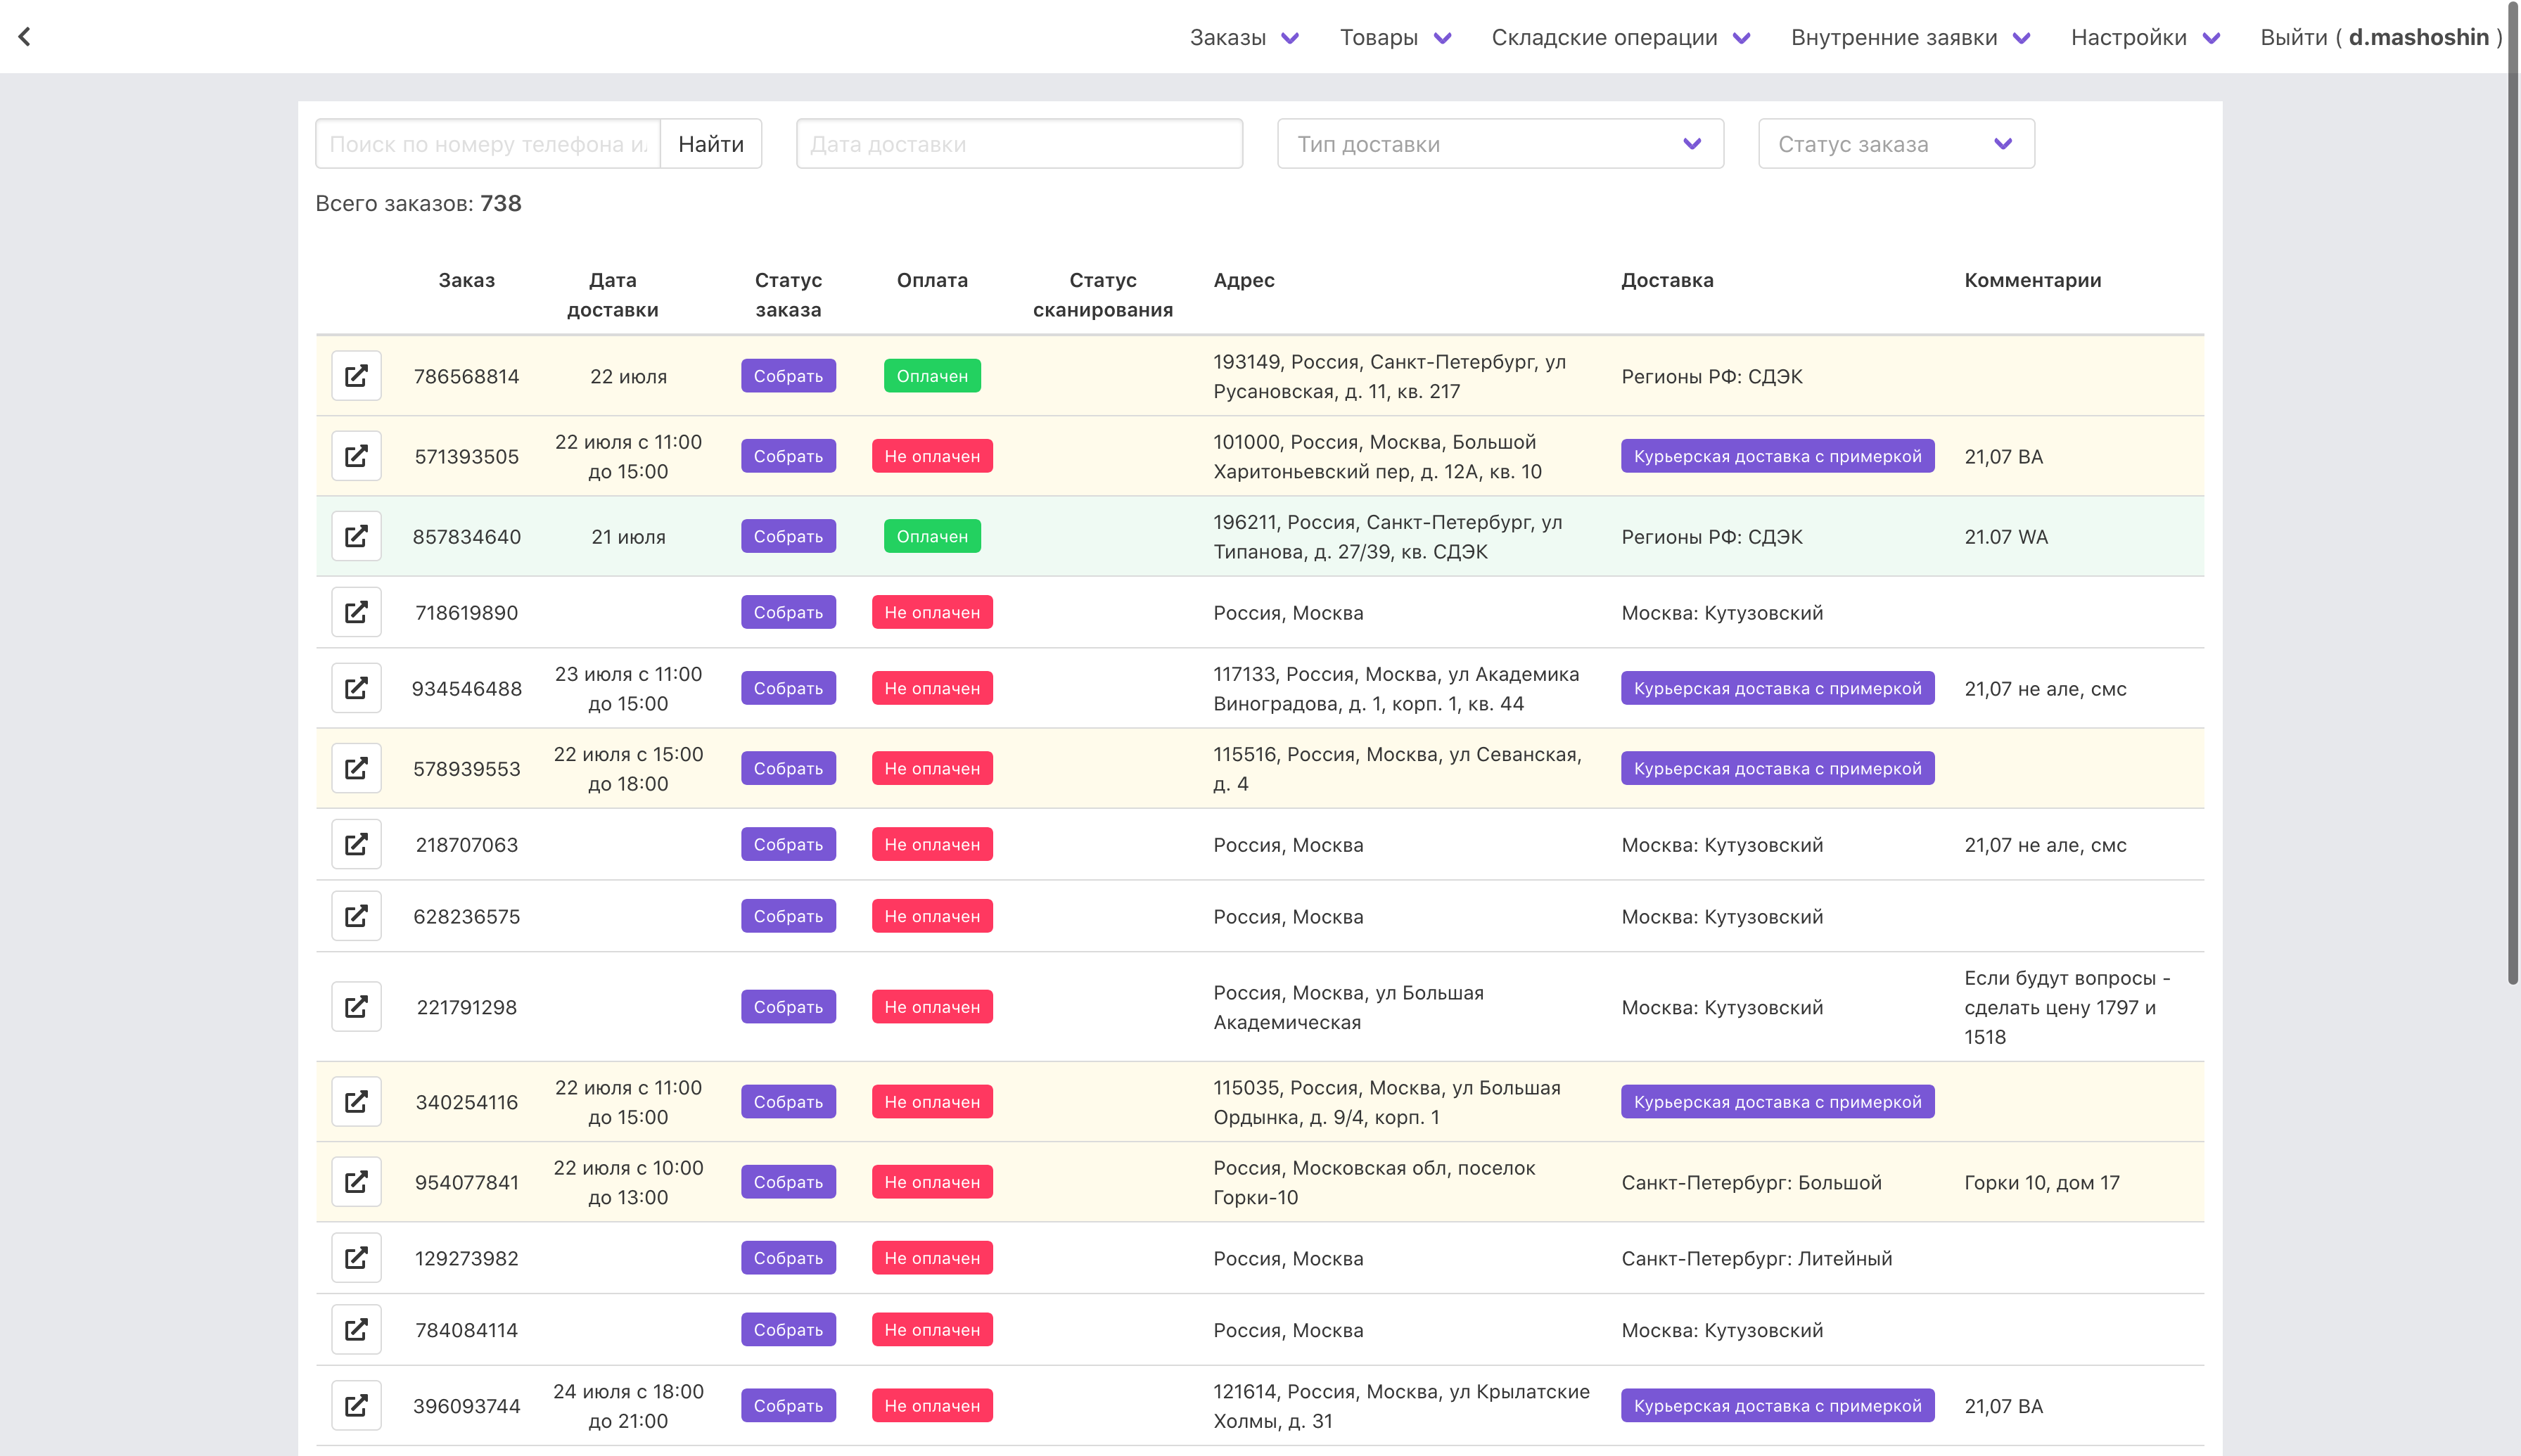 Заказы
Товары
Складские операции
Внутренние заявки
Настройки
Выйти ( d.mashoshin )
Поиск по номеру телефона и
Найти
Дата доставки
Тип доставки
Статус заказа
Всего заказов: 738
Заказ
Дата
доставки
Статус
заказа
Оплата
Статус
сканирования
Адрес
Доставка
Комментарии
786568814
22 июля
Собрать
Оплачен
193149, Россия, Санкт-Петербург, ул
Русановская, д. 11, кв. 217
Регионы РФ: СДЭК
571393505
22 июля с 11:00
до 15:00
Собрать
Не оплачен
101000, Россия, Москва, Большой
Харитоньевский пер, д. 12А, кв. 10
Курьерская доставка с примеркой
21,07 ВА
857834640
21 июля
Собрать
Оплачен
196211, Россия, Санкт-Петербург, ул
Типанова, д. 27/39, кв. СДЭК
Регионы РФ: СДЭК
21.07 WA
718619890
Собрать
Не оплачен
Россия, Москва
Москва: Кутузовский
934546488
23 июля с 11:00
до 15:00
Собрать
Не оплачен
117133, Россия, Москва, ул Академика
Виноградова, д. 1, корп. 1, кв. 44
Курьерская доставка с примеркой
21,07 не але, смс
578939553
22 июля с 15:00
до 18:00
Собрать
Не оплачен
115516, Россия, Москва, ул Севанская,
д. 4
Курьерская доставка с примеркой
218707063
Собрать
Не оплачен
Россия, Москва
Москва: Кутузовский
21,07 не але, смс
628236575
Собрать
Не оплачен
Россия, Москва
Москва: Кутузовский
221791298
Собрать
Не оплачен
Россия, Москва, ул Большая
Академическая
Москва: Кутузовский
Если будут вопросы -
сделать цену 1797 и
1518
340254116
22 июля с 11:00
до 15:00
Собрать
Не оплачен
115035, Россия, Москва, ул Большая
Ордынка, д. 9/4, корп. 1
Курьерская доставка с примеркой
954077841
22 июля с 10:00
до 13:00
Собрать
Не оплачен
Россия, Московская обл, поселок
Горки-10
Санкт-Петербург: Большой
Горки 10, дом 17
129273982
Собрать
Не оплачен
Россия, Москва
Санкт-Петербург: Литейный
784084114
Собрать
Не оплачен
Россия, Москва
Москва: Кутузовский
396093744
24 июля с 18:00
до 21:00
Собрать
Не оплачен
121614, Россия, Москва, ул Крылатские
Холмы, д. 31
Курьерская доставка с примеркой
21,07 ВА